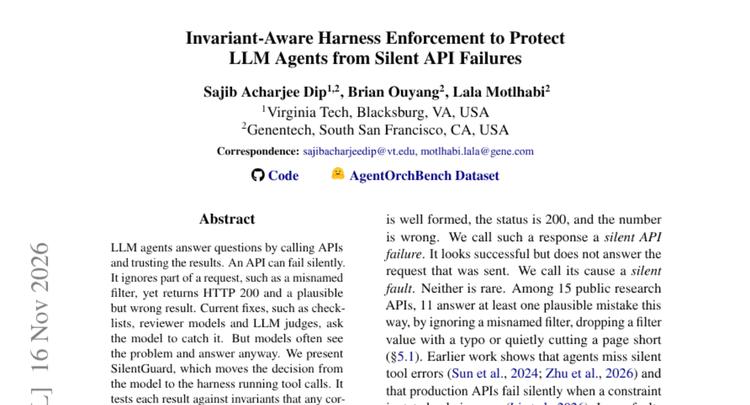 Invariant-Aware Harness Enforcement to Protect
LLM Agents from Silent API Failures
Sajib Acharjee Dip1,2, Brian Ouyang2, Lala Motlhabi2
1Virginia Tech, Blacksburg, VA, USA
2Genentech, South San Francisco, CA, USA
Correspondence: sajibacharjeedip@vt.edu, motlhabi.lala@gene.com
Code AgentOrchBench Dataset
Abstract
LLM agents answer questions by calling APIs
and trusting the results. An API can fail silently.
It ignores part of a request, such as a misnamed
filter, yet returns HTTP 200 and a plausible
but wrong result. Current fixes, such as check-
lists, reviewer models and LLM judges, ask
the model to catch it. But models often see
the problem and answer anyway. We present
SilentGuard, which moves the decision from
the model to the harness running tool calls. It
tests each result against invariants that any cor-
is well formed, the status is 200, and the number
is wrong. We call such a response a silent API
failure. It looks successful but does not answer the
request that was sent. We call its cause a silent
fault. Neither is rare. Among 15 public research
APIs, 11 answer at least one plausible mistake this
way, by ignoring a misnamed filter, dropping a filter
value with a typo or quietly cutting a page short
(§5.1). Earlier work shows that agents miss silent
tool errors (Sun et al., 2024; Zhu et al., 2026) and
that production APIs fail silently when a constraint
L] 16 Nov 2026